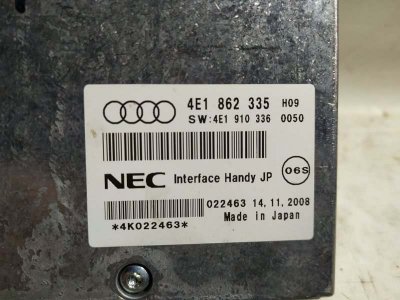 4E1 862 335 H09
SW:4E1 910 336 0050
NEC Interface Handy JP 06S
022463 14.11.2008
*4K022463* Made in Japan